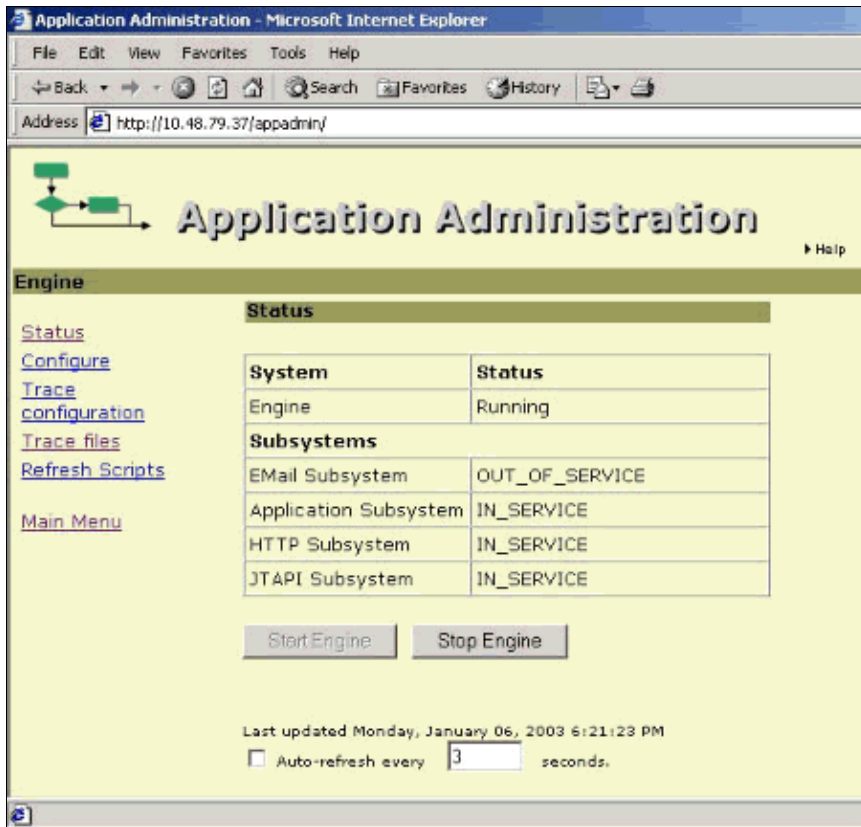 Application Administration - Microsoft Internet Explorer
File Edit View Favorites Tools Help
Back Search Favorites History
Address http://10.48.79.37/appadmin/
Application Administration
Help
Engine
Status
Status
Configure
Trace configuration
Trace files
Refresh Scripts
Main Menu
System Status
Engine Running
Subsystems
EMail Subsystem OUT_OF_SERVICE
Application Subsystem IN_SERVICE
HTTP Subsystem IN_SERVICE
JTAPI Subsystem IN_SERVICE
Start Engine Stop Engine
Last updated Monday, January 06, 2003 6:21:23 PM
Auto-refresh every 3 seconds.